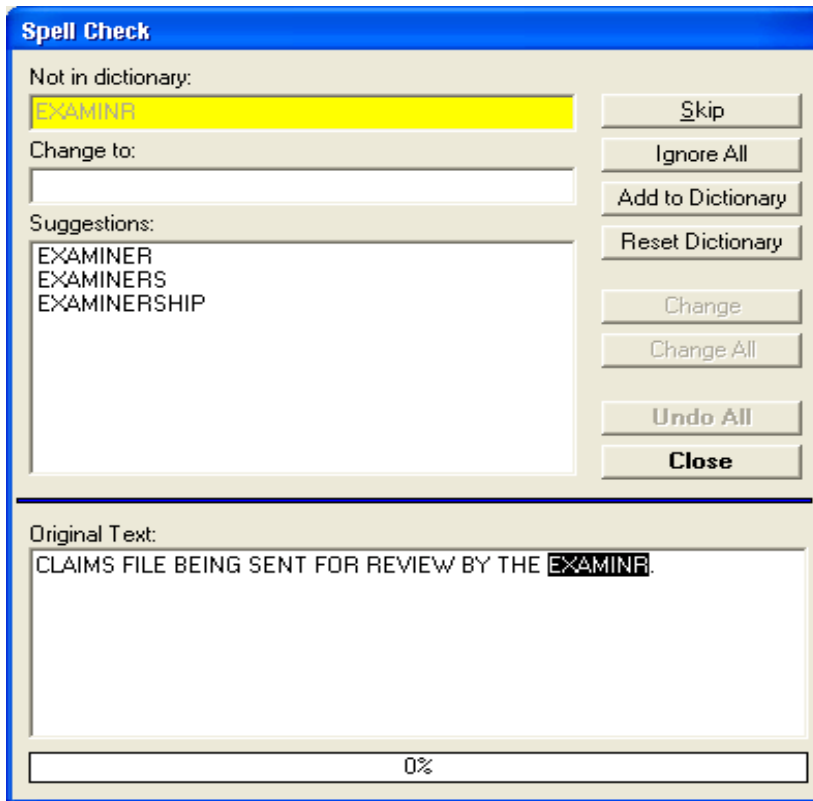 Spell Check
Not in dictionary:
EXAMINR
Skip
Change to:
Ignore All
Add to Dictionary
Suggestions:
Reset Dictionary
EXAMINER
EXAMINERS
EXAMINERSHIP
Change
Change All
Undo All
Close
Original Text:
CLAIMS FILE BEING SENT FOR REVIEW BY THE EXAMINR.
0%